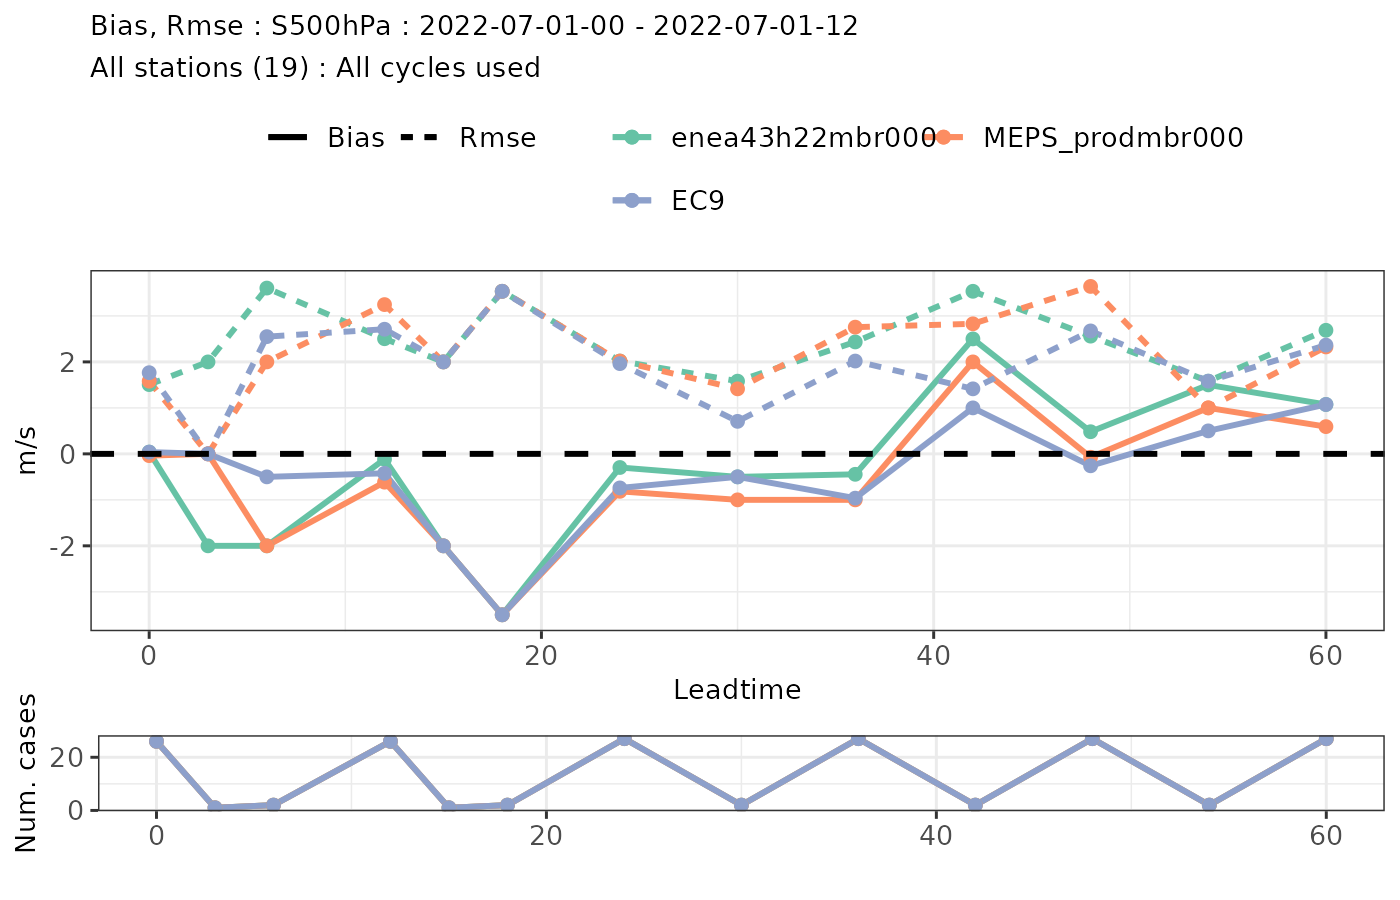 Bias, Rmse : S500hPa : 2022-07-01-00 - 2022-07-01-12
All stations (19) : All cycles used
Bias Rmse enea43h22mbr000 MEPS_prodmbr000
EC9
m/s
2
0
-2
0 20 40 60
Leadtime
Num. cases
20
0
0 20 40 60